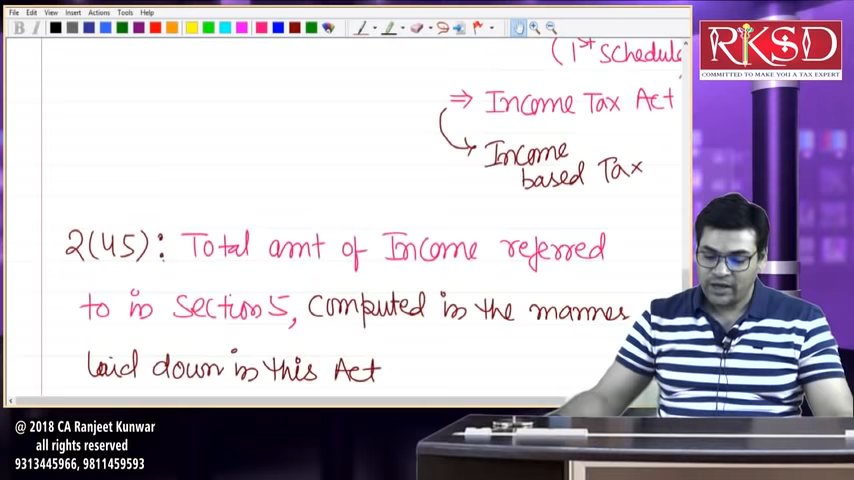 File Edit View Insert Actions Tools Help
B I
(1st Schedule
⇒ Income Tax Act
Income
based Tax
2(45): Total amt of Income referred
to in Section 5, Computed in the manner
laid down in this Act
RKSD
COMMITTED TO MAKE YOU A TAX EXPERT
@ 2018 CA Ranjeet Kunwar
all rights reserved
9313445966, 9811459593